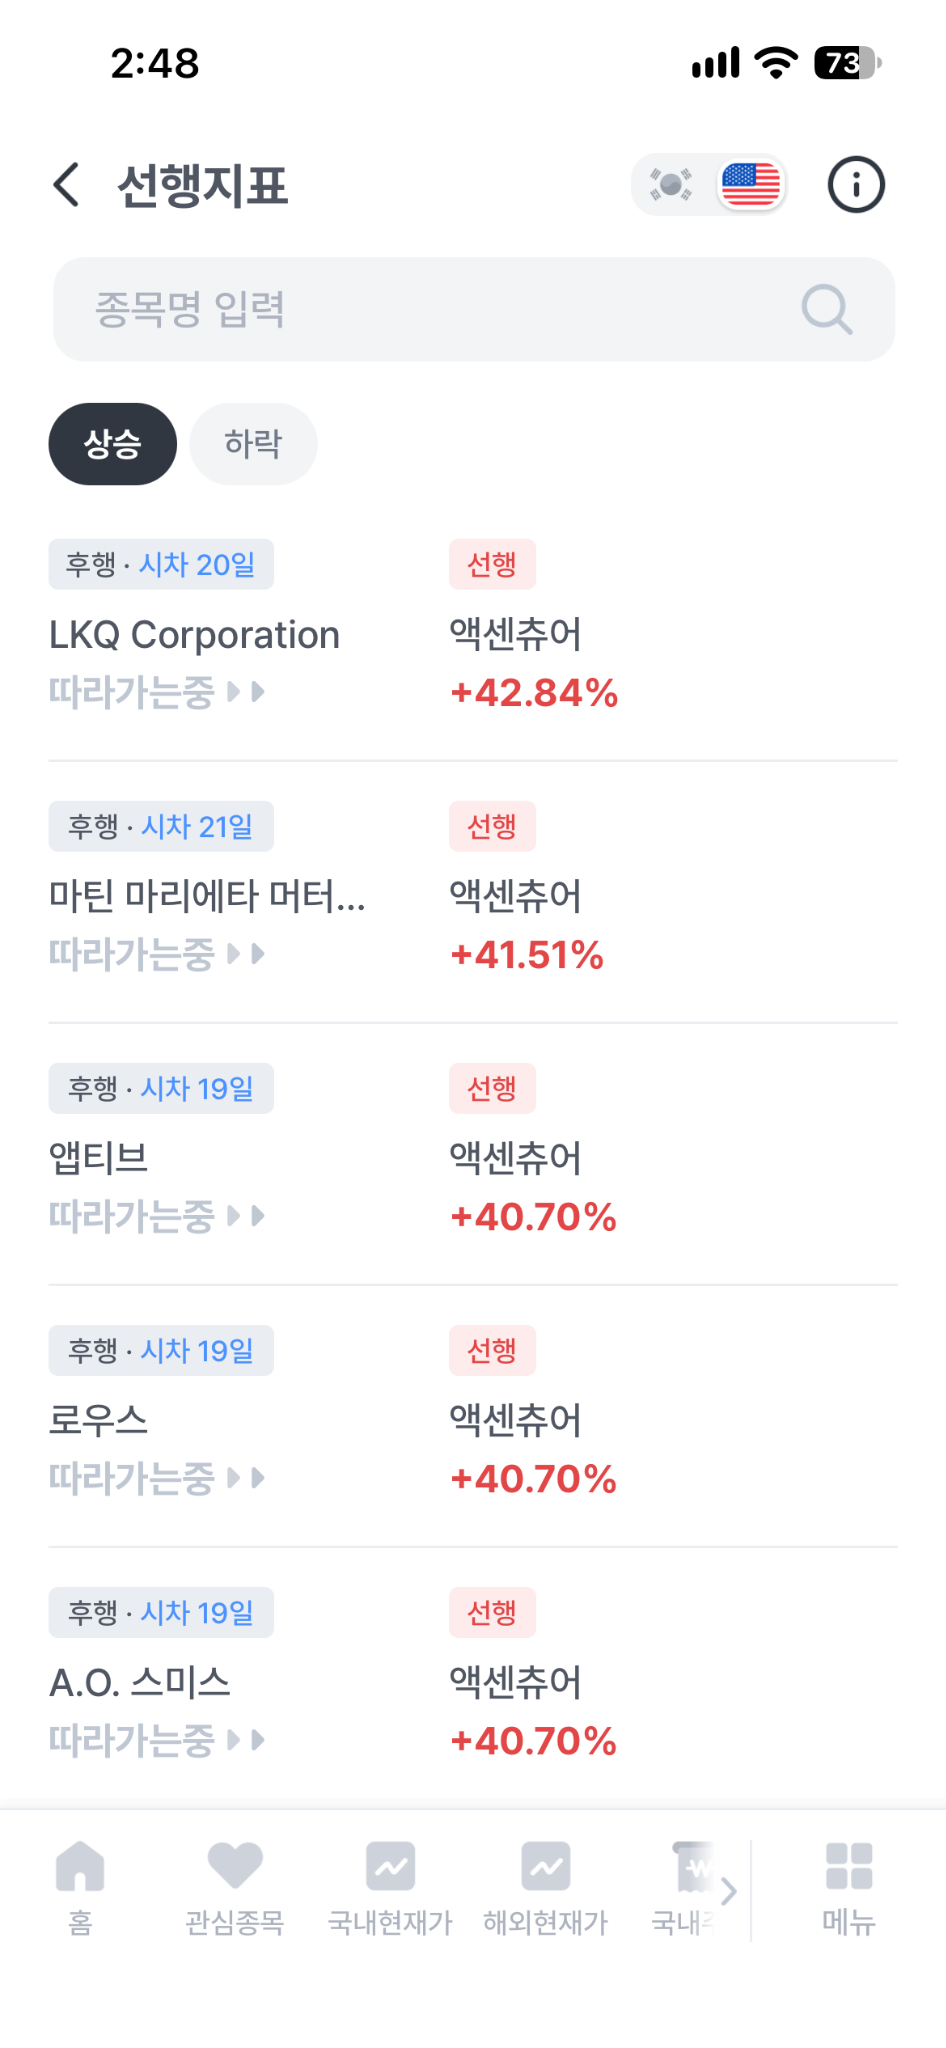 2:48
73
선행지표
종목명 입력
상승
하락
후행 · 시차 20일
선행
LKQ Corporation
액센츄어
따라가는중
+42.84%
후행 · 시차 21일
선행
마틴 마리에타 머터...
액센츄어
따라가는중
+41.51%
후행 · 시차 19일
선행
앱티브
액센츄어
따라가는중
+40.70%
후행 · 시차 19일
선행
로우스
액센츄어
따라가는중
+40.70%
후행 · 시차 19일
선행
A.O. 스미스
액센츄어
따라가는중
+40.70%
홈
관심종목
국내현재가
해외현재가
국내
메뉴